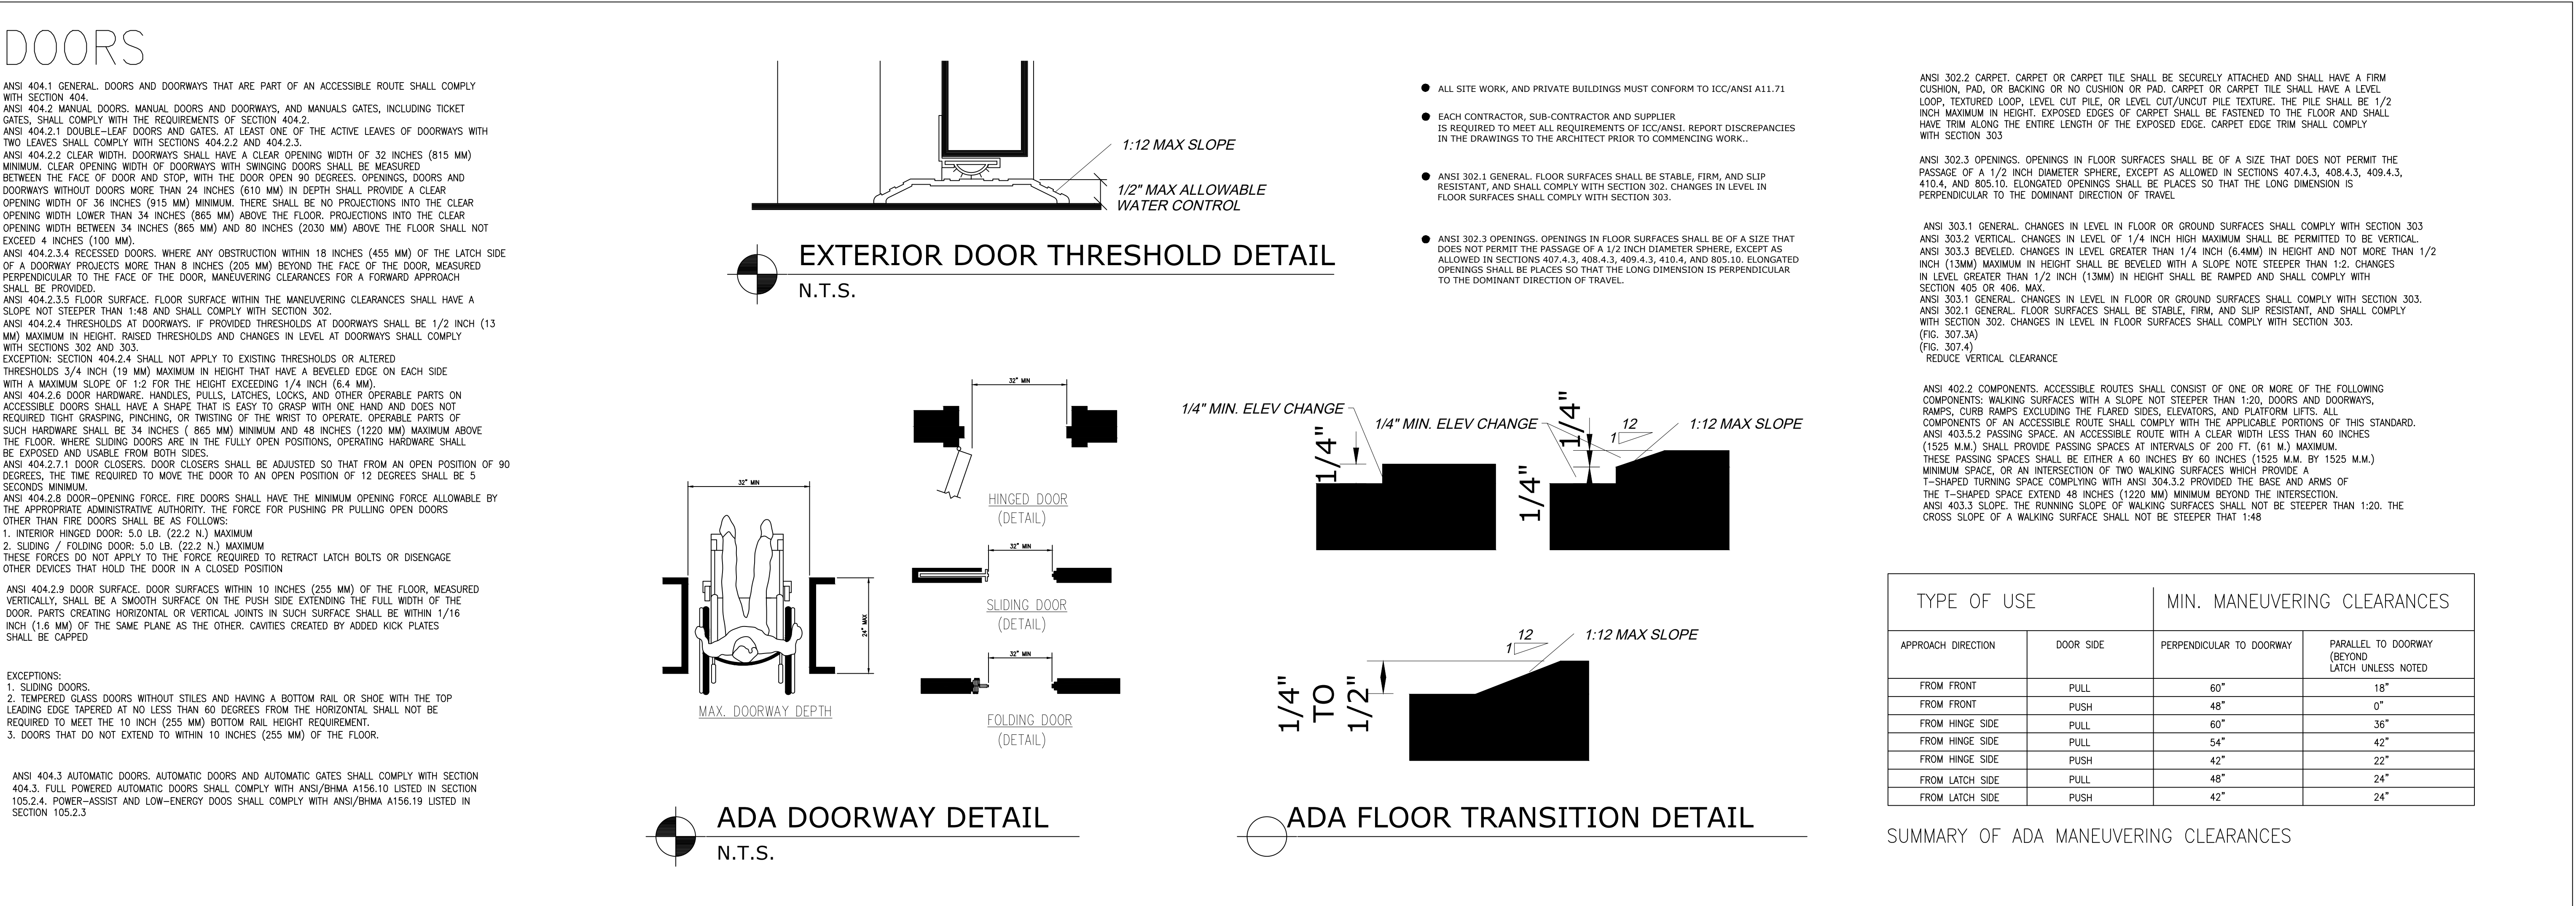 DOORS
ANSI 404.1 GENERAL. DOORS AND DOORWAYS THAT ARE PART OF AN ACCESSIBLE ROUTE SHALL COMPLY
WITH SECTION 404.
ANSI 404.2 MANUAL DOORS. MANUAL DOORS AND DOORWAYS, AND MANUALS GATES, INCLUDING TICKET
GATES, SHALL COMPLY WITH THE REQUIREMENTS OF SECTION 404.2.
ANSI 404.2.1 DOUBLE-LEAF DOORS AND GATES. AT LEAST ONE OF THE ACTIVE LEAVES OF DOORWAYS WITH
TWO LEAVES SHALL COMPLY WITH SECTIONS 404.2.2 AND 404.2.3.
ANSI 404.2.2 CLEAR WIDTH. DOORWAYS SHALL HAVE A CLEAR OPENING WIDTH OF 32 INCHES (815 MM)
MINIMUM. CLEAR OPENING WIDTH OF DOORWAYS WITH SWINGING DOORS SHALL BE MEASURED
BETWEEN THE FACE OF DOOR AND STOP, WITH THE DOOR OPEN 90 DEGREES. OPENINGS, DOORS AND
DOORWAYS WITHOUT DOORS MORE THAN 24 INCHES (610 MM) IN DEPTH SHALL PROVIDE A CLEAR
OPENING WIDTH OF 36 INCHES (915 MM) MINIMUM. THERE SHALL BE NO PROJECTIONS INTO THE CLEAR
OPENING WIDTH LOWER THAN 34 INCHES (865 MM) ABOVE THE FLOOR. PROJECTIONS INTO THE CLEAR
OPENING WIDTH BETWEEN 34 INCHES (865 MM) AND 80 INCHES (2030 MM) ABOVE THE FLOOR SHALL NOT
EXCEED 4 INCHES (100 MM).
ANSI 404.2.3.4 RECESSED DOORS. WHERE ANY OBSTRUCTION WITHIN 18 INCHES (455 MM) OF THE LATCH SIDE
OF A DOORWAY PROJECTS MORE THAN 8 INCHES (205 MM) BEYOND THE FACE OF THE DOOR, MEASURED
PERPENDICULAR TO THE FACE OF THE DOOR, MANEUVERING CLEARANCES FOR A FORWARD APPROACH
SHALL BE PROVIDED.
ANSI 404.2.3.5 FLOOR SURFACE. FLOOR SURFACE WITHIN THE MANEUVERING CLEARANCES SHALL HAVE A
SLOPE NOT STEEPER THAN 1:48 AND SHALL COMPLY WITH SECTION 302.
ANSI 404.2.4 THRESHOLDS AT DOORWAYS. IF PROVIDED THRESHOLDS AT DOORWAYS SHALL BE 1/2 INCH (13
MM) MAXIMUM IN HEIGHT. RAISED THRESHOLDS AND CHANGES IN LEVEL AT DOORWAYS SHALL COMPLY
WITH SECTIONS 302 AND 303.
EXCEPTION: SECTION 404.2.4 SHALL NOT APPLY TO EXISTING THRESHOLDS OR ALTERED
THRESHOLDS 3/4 INCH (19 MM) MAXIMUM IN HEIGHT THAT HAVE A BEVELED EDGE ON EACH SIDE
WITH A MAXIMUM SLOPE OF 1:2 FOR THE HEIGHT EXCEEDING 1/4 INCH (6.4 MM).
ANSI 404.2.6 DOOR HARDWARE. HANDLES, PULLS, LATCHES, LOCKS, AND OTHER OPERABLE PARTS ON
ACCESSIBLE DOORS SHALL HAVE A SHAPE THAT IS EASY TO GRASP WITH ONE HAND AND DOES NOT
REQUIRED TIGHT GRASPING, PINCHING, OR TWISTING OF THE WRIST TO OPERATE. OPERABLE PARTS OF
SUCH HARDWARE SHALL BE 34 INCHES ( 865 MM) MINIMUM AND 48 INCHES (1220 MM) MAXIMUM ABOVE
THE FLOOR. WHERE SLIDING DOORS ARE IN THE FULLY OPEN POSITIONS, OPERATING HARDWARE SHALL
BE EXPOSED AND USABLE FROM BOTH SIDES.
ANSI 404.2.7.1 DOOR CLOSERS. DOOR CLOSERS SHALL BE ADJUSTED SO THAT FROM AN OPEN POSITION OF 90
DEGREES, THE TIME REQUIRED TO MOVE THE DOOR TO AN OPEN POSITION OF 12 DEGREES SHALL BE 5
SECONDS MINIMUM.
ANSI 404.2.8 DOOR-OPENING FORCE. FIRE DOORS SHALL HAVE THE MINIMUM OPENING FORCE ALLOWABLE BY
THE APPROPRIATE ADMINISTRATIVE AUTHORITY. THE FORCE FOR PUSHING PR PULLING OPEN DOORS
OTHER THAN FIRE DOORS SHALL BE AS FOLLOWS:
1. INTERIOR HINGED DOOR: 5.0 LB. (22.2 N.) MAXIMUM
2. SLIDING / FOLDING DOOR: 5.0 LB. (22.2 N.) MAXIMUM
THESE FORCES DO NOT APPLY TO THE FORCE REQUIRED TO RETRACT LATCH BOLTS OR DISENGAGE
OTHER DEVICES THAT HOLD THE DOOR IN A CLOSED POSITION
ANSI 404.2.9 DOOR SURFACE. DOOR SURFACES WITHIN 10 INCHES (255 MM) OF THE FLOOR, MEASURED
VERTICALLY, SHALL BE A SMOOTH SURFACE ON THE PUSH SIDE EXTENDING THE FULL WIDTH OF THE
DOOR. PARTS CREATING HORIZONTAL OR VERTICAL JOINTS IN SUCH SURFACE SHALL BE WITHIN 1/16
INCH (1.6 MM) OF THE SAME PLANE AS THE OTHER. CAVITIES CREATED BY ADDED KICK PLATES
SHALL BE CAPPED
EXCEPTIONS:
1. SLIDING DOORS.
2. TEMPERED GLASS DOORS WITHOUT STILES AND HAVING A BOTTOM RAIL OR SHOE WITH THE TOP
LEADING EDGE TAPERED AT NO LESS THAN 60 DEGREES FROM THE HORIZONTAL SHALL NOT BE
REQUIRED TO MEET THE 10 INCH (255 MM) BOTTOM RAIL HEIGHT REQUIREMENT.
3. DOORS THAT DO NOT EXTEND TO WITHIN 10 INCHES (255 MM) OF THE FLOOR.
ANSI 404.3 AUTOMATIC DOORS. AUTOMATIC DOORS AND AUTOMATIC GATES SHALL COMPLY WITH SECTION
404.3. FULL POWERED AUTOMATIC DOORS SHALL COMPLY WITH ANSI/BHMA A156.10 LISTED IN SECTION
105.2.4. POWER-ASSIST AND LOW-ENERGY DOOS SHALL COMPLY WITH ANSI/BHMA A156.19 LISTED IN
SECTION 105.2.3
1:12 MAX SLOPE
1/2" MAX ALLOWABLE
WATER CONTROL
EXTERIOR DOOR THRESHOLD DETAIL
N.T.S.
32" MIN
24" MAX
MAX. DOORWAY DEPTH
32" MIN
HINGED DOOR
(DETAIL)
32" MIN
SLIDING DOOR
(DETAIL)
32" MIN
FOLDING DOOR
(DETAIL)
ADA DOORWAY DETAIL
N.T.S.
ALL SITE WORK, AND PRIVATE BUILDINGS MUST CONFORM TO ICC/ANSI A11.71
EACH CONTRACTOR, SUB-CONTRACTOR AND SUPPLIER
IS REQUIRED TO MEET ALL REQUIREMENTS OF ICC/ANSI. REPORT DISCREPANCIES
IN THE DRAWINGS TO THE ARCHITECT PRIOR TO COMMENCING WORK..
ANSI 302.1 GENERAL. FLOOR SURFACES SHALL BE STABLE, FIRM, AND SLIP
RESISTANT, AND SHALL COMPLY WITH SECTION 302. CHANGES IN LEVEL IN
FLOOR SURFACES SHALL COMPLY WITH SECTION 303.
ANSI 302.3 OPENINGS. OPENINGS IN FLOOR SURFACES SHALL BE OF A SIZE THAT
DOES NOT PERMIT THE PASSAGE OF A 1/2 INCH DIAMETER SPHERE, EXCEPT AS
ALLOWED IN SECTIONS 407.4.3, 408.4.3, 409.4.3, 410.4, AND 805.10. ELONGATED
OPENINGS SHALL BE PLACES SO THAT THE LONG DIMENSION IS PERPENDICULAR
TO THE DOMINANT DIRECTION OF TRAVEL.
1/4" MIN. ELEV CHANGE
1/4"
1/4" MIN. ELEV CHANGE
1/4"
1/4"
12
1
1:12 MAX SLOPE
12
1
1:12 MAX SLOPE
1/4"
TO
1/2"
ADA FLOOR TRANSITION DETAIL
ANSI 302.2 CARPET. CARPET OR CARPET TILE SHALL BE SECURELY ATTACHED AND SHALL HAVE A FIRM
CUSHION, PAD, OR BACKING OR NO CUSHION OR PAD. CARPET OR CARPET TILE SHALL HAVE A LEVEL
LOOP, TEXTURED LOOP, LEVEL CUT PILE, OR LEVEL CUT/UNCUT PILE TEXTURE. THE PILE SHALL BE 1/2
INCH MAXIMUM IN HEIGHT. EXPOSED EDGES OF CARPET SHALL BE FASTENED TO THE FLOOR AND SHALL
HAVE TRIM ALONG THE ENTIRE LENGTH OF THE EXPOSED EDGE. CARPET EDGE TRIM SHALL COMPLY
WITH SECTION 303
ANSI 302.3 OPENINGS. OPENINGS IN FLOOR SURFACES SHALL BE OF A SIZE THAT DOES NOT PERMIT THE
PASSAGE OF A 1/2 INCH DIAMETER SPHERE, EXCEPT AS ALLOWED IN SECTIONS 407.4.3, 408.4.3, 409.4.3,
410.4, AND 805.10. ELONGATED OPENINGS SHALL BE PLACES SO THAT THE LONG DIMENSION IS
PERPENDICULAR TO THE DOMINANT DIRECTION OF TRAVEL
ANSI 303.1 GENERAL. CHANGES IN LEVEL IN FLOOR OR GROUND SURFACES SHALL COMPLY WITH SECTION 303
ANSI 303.2 VERTICAL. CHANGES IN LEVEL OF 1/4 INCH HIGH MAXIMUM SHALL BE PERMITTED TO BE VERTICAL.
ANSI 303.3 BEVELED. CHANGES IN LEVEL GREATER THAN 1/4 INCH (6.4MM) IN HEIGHT AND NOT MORE THAN 1/2
INCH (13MM) MAXIMUM IN HEIGHT SHALL BE BEVELED WITH A SLOPE NOTE STEEPER THAN 1:2. CHANGES
IN LEVEL GREATER THAN 1/2 INCH (13MM) IN HEIGHT SHALL BE RAMPED AND SHALL COMPLY WITH
SECTION 405 OR 406. MAX.
ANSI 303.1 GENERAL. CHANGES IN LEVEL IN FLOOR OR GROUND SURFACES SHALL COMPLY WITH SECTION 303.
ANSI 302.1 GENERAL. FLOOR SURFACES SHALL BE STABLE, FIRM, AND SLIP RESISTANT, AND SHALL COMPLY
WITH SECTION 302. CHANGES IN LEVEL IN FLOOR SURFACES SHALL COMPLY WITH SECTION 303.
(FIG. 307.3A)
(FIG. 307.4)
REDUCE VERTICAL CLEARANCE
ANSI 402.2 COMPONENTS. ACCESSIBLE ROUTES SHALL CONSIST OF ONE OR MORE OF THE FOLLOWING
COMPONENTS: WALKING SURFACES WITH A SLOPE NOT STEEPER THAN 1:20, DOORS AND DOORWAYS,
RAMPS, CURB RAMPS EXCLUDING THE FLARED SIDES, ELEVATORS, AND PLATFORM LIFTS. ALL
COMPONENTS OF AN ACCESSIBLE ROUTE SHALL COMPLY WITH THE APPLICABLE PORTIONS OF THIS STANDARD.
ANSI 403.5.2 PASSING SPACE. AN ACCESSIBLE ROUTE WITH A CLEAR WIDTH LESS THAN 60 INCHES
(1525 M.M.) SHALL PROVIDE PASSING SPACES AT INTERVALS OF 200 FT. (61 M.) MAXIMUM.
THESE PASSING SPACES SHALL BE EITHER A 60 INCHES BY 60 INCHES (1525 M.M. BY 1525 M.M.)
MINIMUM SPACE, OR AN INTERSECTION OF TWO WALKING SURFACES WHICH PROVIDE A
T-SHAPED TURNING SPACE COMPLYING WITH ANSI 304.3.2 PROVIDED THE BASE AND ARMS OF
THE T-SHAPED SPACE EXTEND 48 INCHES (1220 MM) MINIMUM BEYOND THE INTERSECTION.
ANSI 403.3 SLOPE. THE RUNNING SLOPE OF WALKING SURFACES SHALL NOT BE STEEPER THAN 1:20. THE
CROSS SLOPE OF A WALKING SURFACE SHALL NOT BE STEEPER THAT 1:48
TYPE OF USE MIN. MANEUVERING CLEARANCES
APPROACH DIRECTION DOOR SIDE PERPENDICULAR TO DOORWAY PARALLEL TO DOORWAY
(BEYOND
LATCH UNLESS NOTED
FROM FRONT PULL 60" 18"
FROM FRONT PUSH 48" 0"
FROM HINGE SIDE PULL 60" 36"
FROM HINGE SIDE PULL 54" 42"
FROM HINGE SIDE PUSH 42" 22"
FROM LATCH SIDE PULL 48" 24"
FROM LATCH SIDE PUSH 42" 24"
SUMMARY OF ADA MANEUVERING CLEARANCES